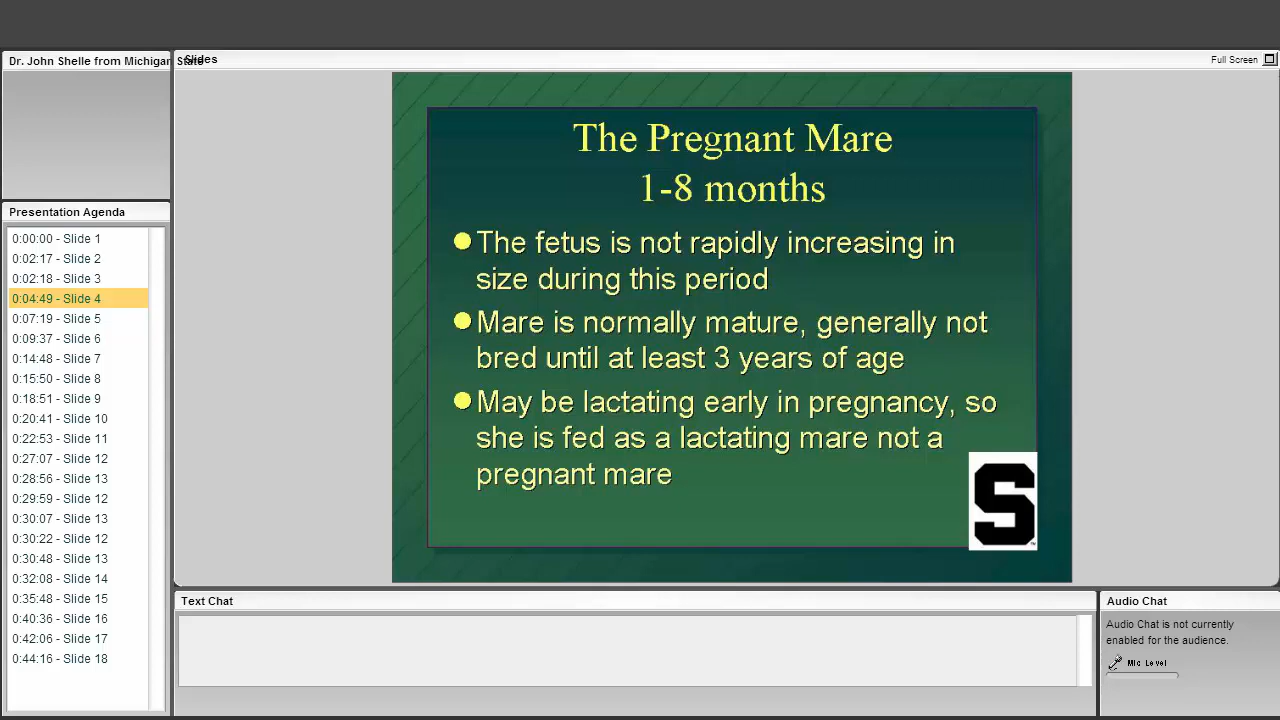 Dr. John Shelle from Michigan State
Slides
Full Screen
Presentation Agenda
0:00:00 - Slide 1
0:02:17 - Slide 2
0:02:18 - Slide 3
0:04:49 - Slide 4
0:07:19 - Slide 5
0:09:37 - Slide 6
0:14:48 - Slide 7
0:15:50 - Slide 8
0:18:51 - Slide 9
0:20:41 - Slide 10
0:22:53 - Slide 11
0:27:07 - Slide 12
0:28:56 - Slide 13
0:29:59 - Slide 12
0:30:07 - Slide 13
0:30:22 - Slide 12
0:30:48 - Slide 13
0:32:08 - Slide 14
0:35:48 - Slide 15
0:40:36 - Slide 16
0:42:06 - Slide 17
0:44:16 - Slide 18
The Pregnant Mare
1-8 months
The fetus is not rapidly increasing in
size during this period
Mare is normally mature, generally not
bred until at least 3 years of age
May be lactating early in pregnancy, so
she is fed as a lactating mare not a
pregnant mare
S
Text Chat
Audio Chat
Audio Chat is not currently
enabled for the audience.
Mic Level